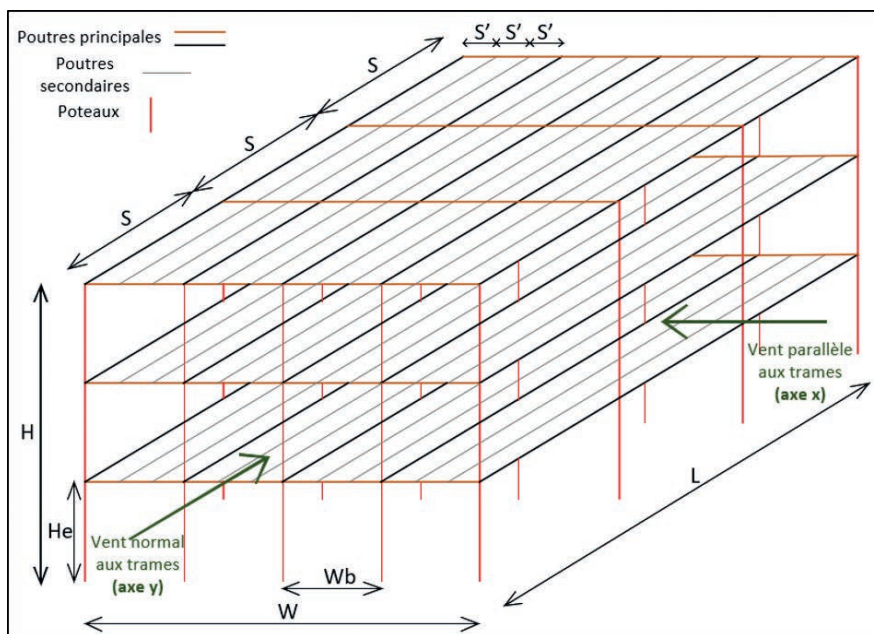 Poutres principales
Poutres
secondaires
Poteaux
S' S' S'
S
S
S
H
He
Vent normal
aux trames
(axe y)
Wb
W
L
Vent parallèle
aux trames
(axe x)